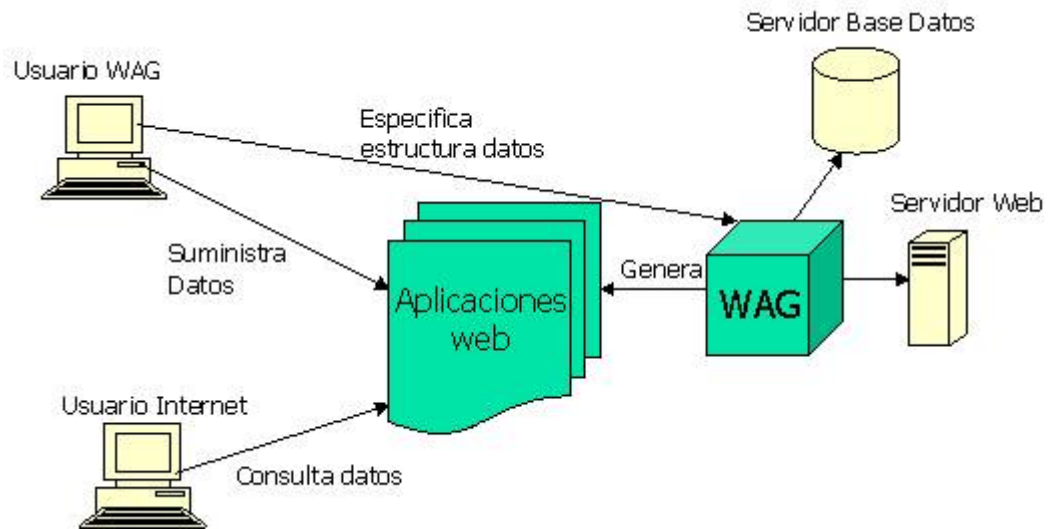 Servidor Base Datos
Usuario WAG
Especifica
estructura datos
Servidor Web
Suministra
Datos
Genera
WAG
Aplicaciones
web
Usuario Internet
Consulta datos